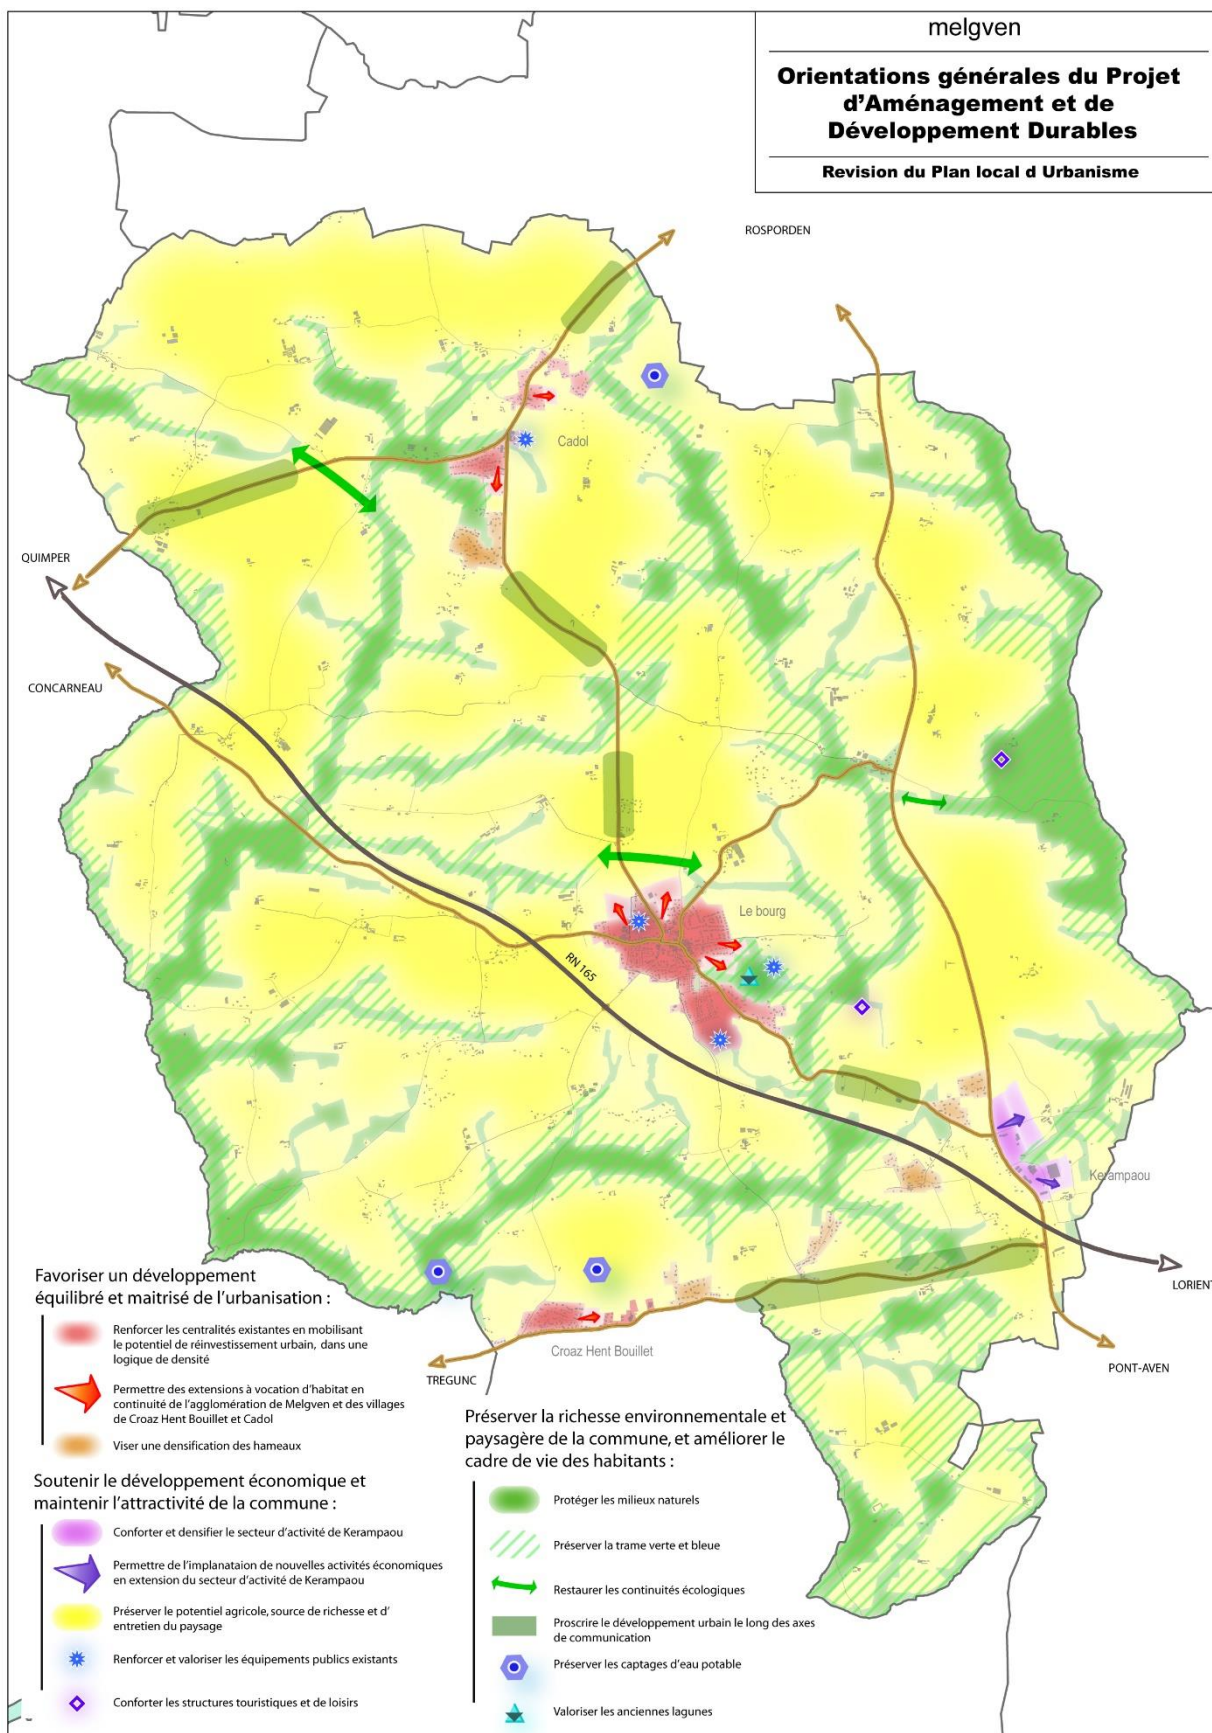 melgven
Orientations générales du Projet
d'Aménagement et de
Développement Durables
Revision du Plan local d Urbanisme
ROSPORDEN
Cadol
QUIMPER
CONCARNEAU
Le bourg
RN 165
Kerampaou
LORIENT
PONT-AVEN
Croaz Hent Bouillet
TREGUNC
Favoriser un développement
équilibré et maitrisé de l'urbanisation :
Renforcer les centralités existantes en mobilisant
le potentiel de réinvestissement urbain, dans une
logique de densité
Permettre des extensions à vocation d'habitat en
continuité de l'agglomération de Melgven et des villages
de Croaz Hent Bouillet et Cadol
Viser une densification des hameaux
Soutenir le développement économique et
maintenir l'attractivité de la commune :
Conforter et densifier le secteur d'activité de Kerampaou
Permettre de l'implanataion de nouvelles activités économiques
en extension du secteur d'activité de Kerampaou
Préserver le potentiel agricole, source de richesse et d'
entretien du paysage
Renforcer et valoriser les équipements publics existants
Conforter les structures touristiques et de loisirs
Préserver la richesse environnementale et
paysagère de la commune, et améliorer le
cadre de vie des habitants :
Protéger les milieux naturels
Préserver la trame verte et bleue
Restaurer les continuités écologiques
Proscrire le développement urbain le long des axes
de communication
Préserver les captages d'eau potable
Valoriser les anciennes lagunes